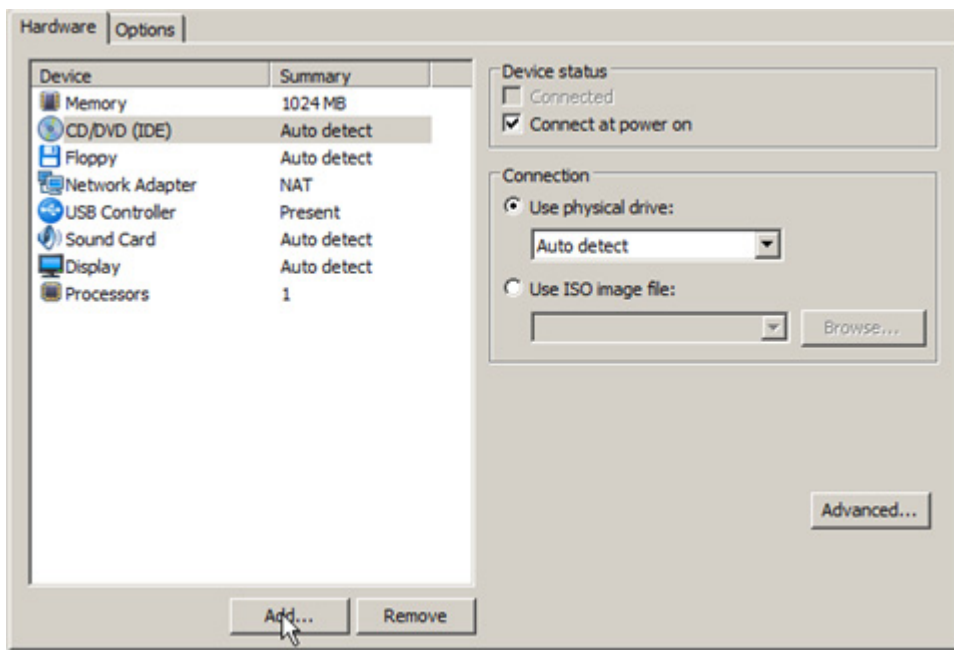 Hardware Options
Device Summary
Memory 1024 MB
CD/DVD (IDE) Auto detect
Floppy Auto detect
Network Adapter NAT
USB Controller Present
Sound Card Auto detect
Display Auto detect
Processors 1
Add... Remove
Device status
Connected
Connect at power on
Connection
Use physical drive:
Auto detect
Use ISO image file:
Browse...
Advanced...